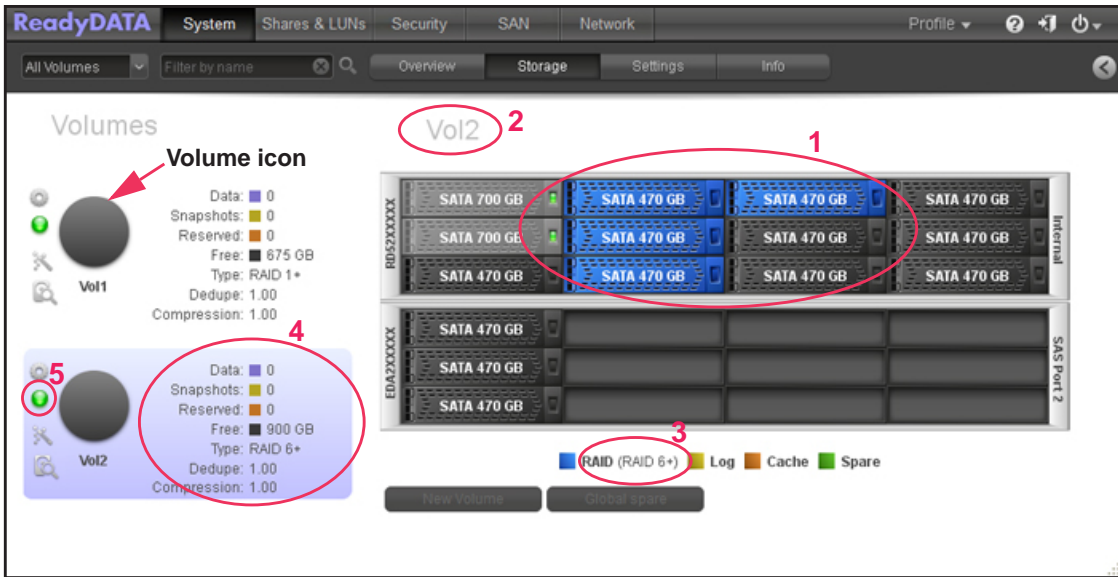 ReadyDATA System Shares & LUNs Security SAN Network Profile
All Volumes Filter by name Overview Storage Settings Info
Volumes
Volume icon
Data: 0
Snapshots: 0
Reserved: 0
Free: 675 GB
Type: RAID 1+
Dedupe: 1.00
Compression: 1.00
Vol1
4
5
Data: 0
Snapshots: 0
Reserved: 0
Free: 900 GB
Type: RAID 6+
Dedupe: 1.00
Compression: 1.00
Vol2
Vol2 2
1
RD52XXXXX
SATA 700 GB SATA 470 GB SATA 470 GB SATA 470 GB
SATA 700 GB SATA 470 GB SATA 470 GB SATA 470 GB
SATA 470 GB SATA 470 GB SATA 470 GB SATA 470 GB
Internal
EDA2XXXXX
SATA 470 GB
SATA 470 GB
SATA 470 GB
SAS Port 2
3
RAID (RAID 6+) Log Cache Spare
New Volume Global spare